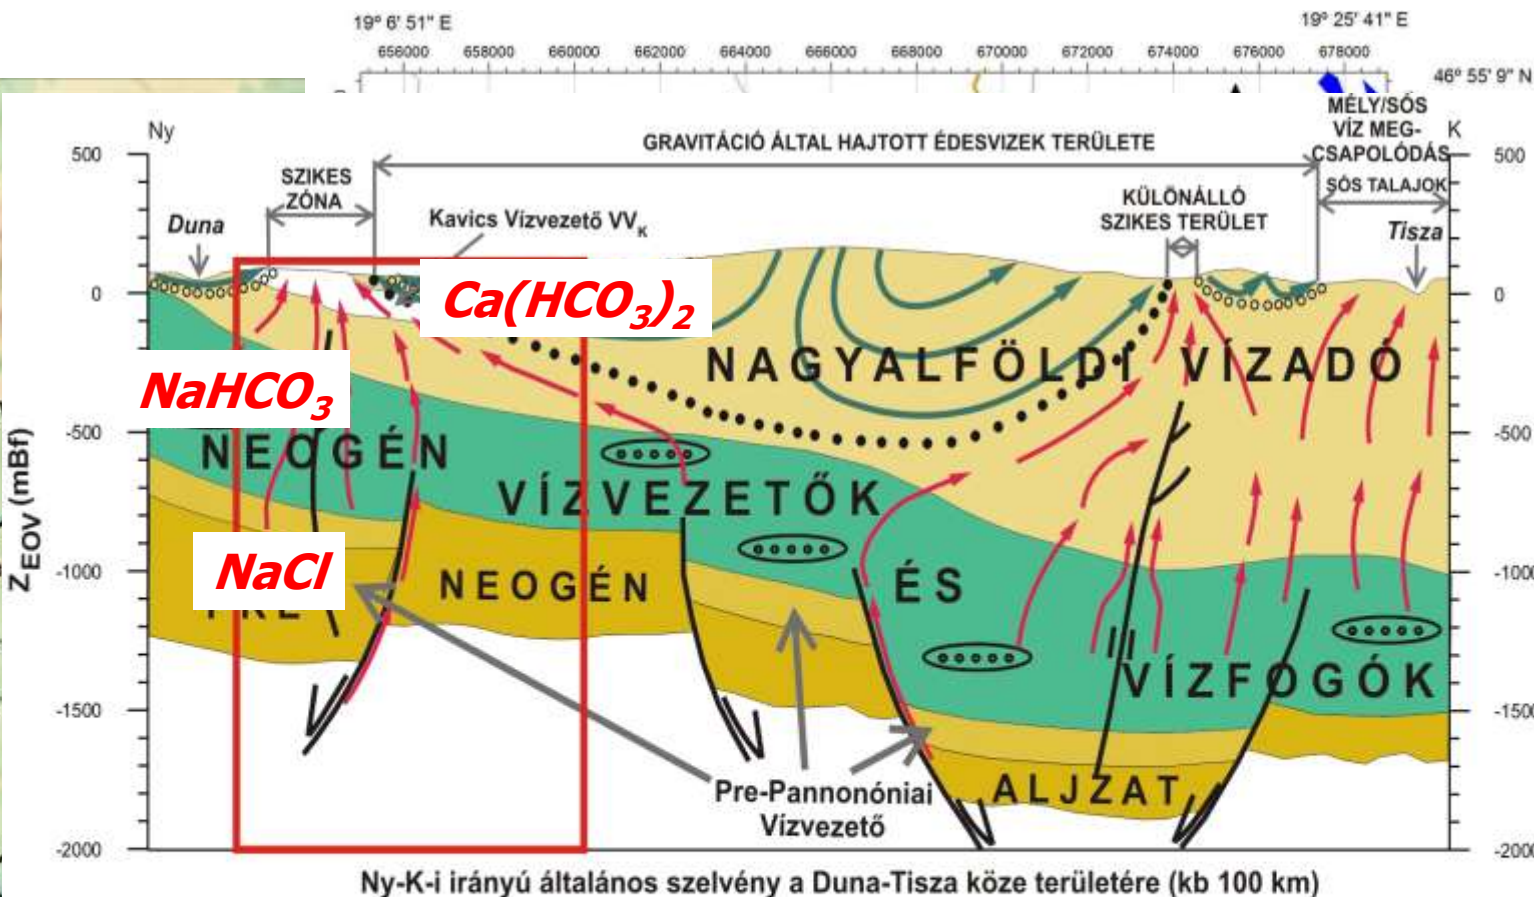 19° 6' 51" E
19° 25' 41" E
656000 658000 660000 662000 664000 666000 668000 670000 672000 674000 676000 678000
46° 55' 9" N
Ny
GRAVITÁCIÓ ÁLTAL HAJTOTT ÉDESVIZEK TERÜLETE
MÉLY/SÓS
VÍZ MEG-
CSAPOLÓDÁS
K
500
500
SZIKES
ZÓNA
SÓS TALAJOK
Duna
Kavics Vízvezető VVK
KÜLÖNÁLLÓ
SZIKES TERÜLET
Tisza
0
0
Ca(HCO3)2
NAGYALFÖLDI VÍZADÓ
NaHCO3
-500
-500
NEOGÉN
VÍZVEZETŐK
ZEOV (mBf)
NaCl
-1000
-1000
NEOGÉN
ÉS
PRE
VÍZFOGÓK
-1500
-1500
ALJZAT
Pre-Pannonóniai
Vízvezető
-2000
-2000
Ny-K-i irányú általános szelvény a Duna-Tisza köze területére (kb 100 km)